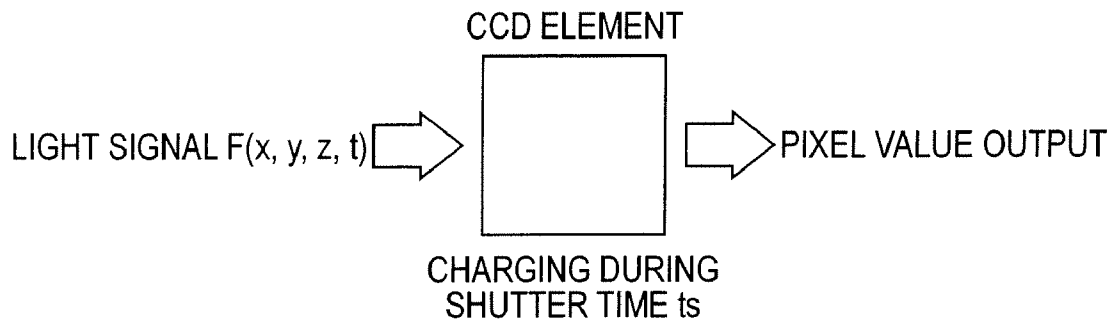 CCD ELEMENT
LIGHT SIGNAL F(x, y, z, t)
PIXEL VALUE OUTPUT
CHARGING DURING
SHUTTER TIME ts